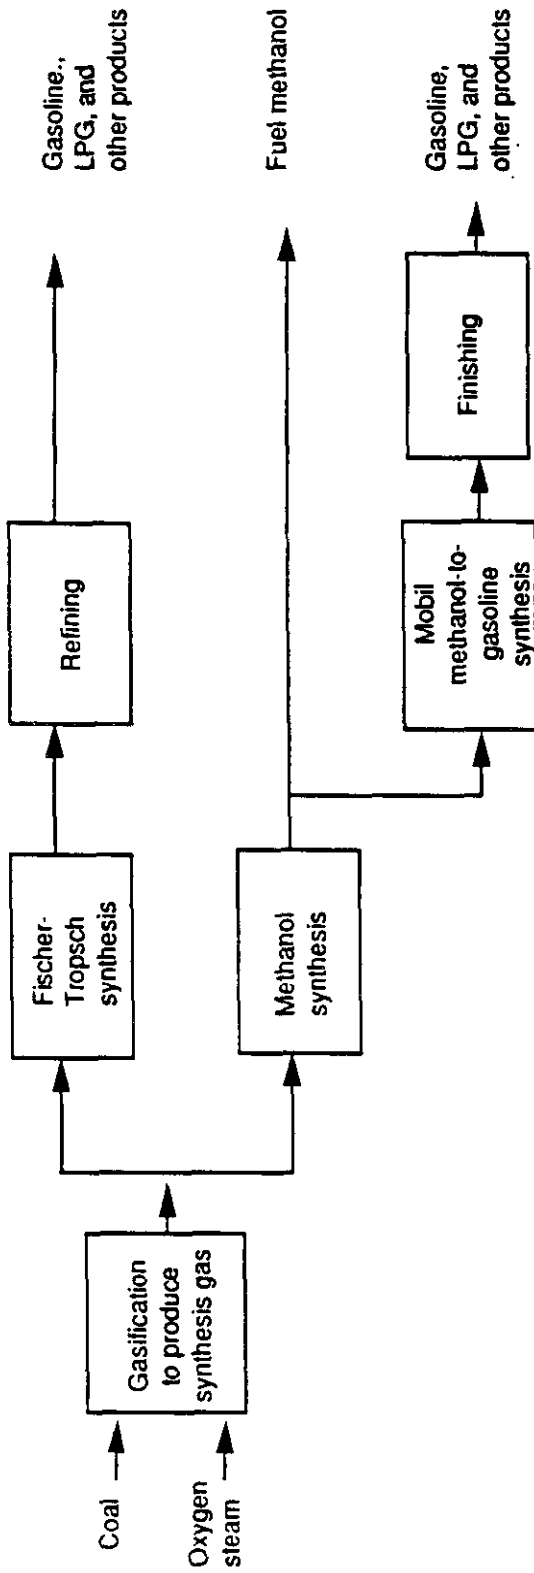 Coal
Oxygen
steam
Gasification
to produce
synthesis gas
Fischer-
Tropsch
synthesis
Refining
Gasoline.,
LPG, and
other products
Methanol
synthesis
Fuel methanol
Mobil
methanol-to-
gasoline
synthesis
Finishing
Gasoline,
LPG, and
other products